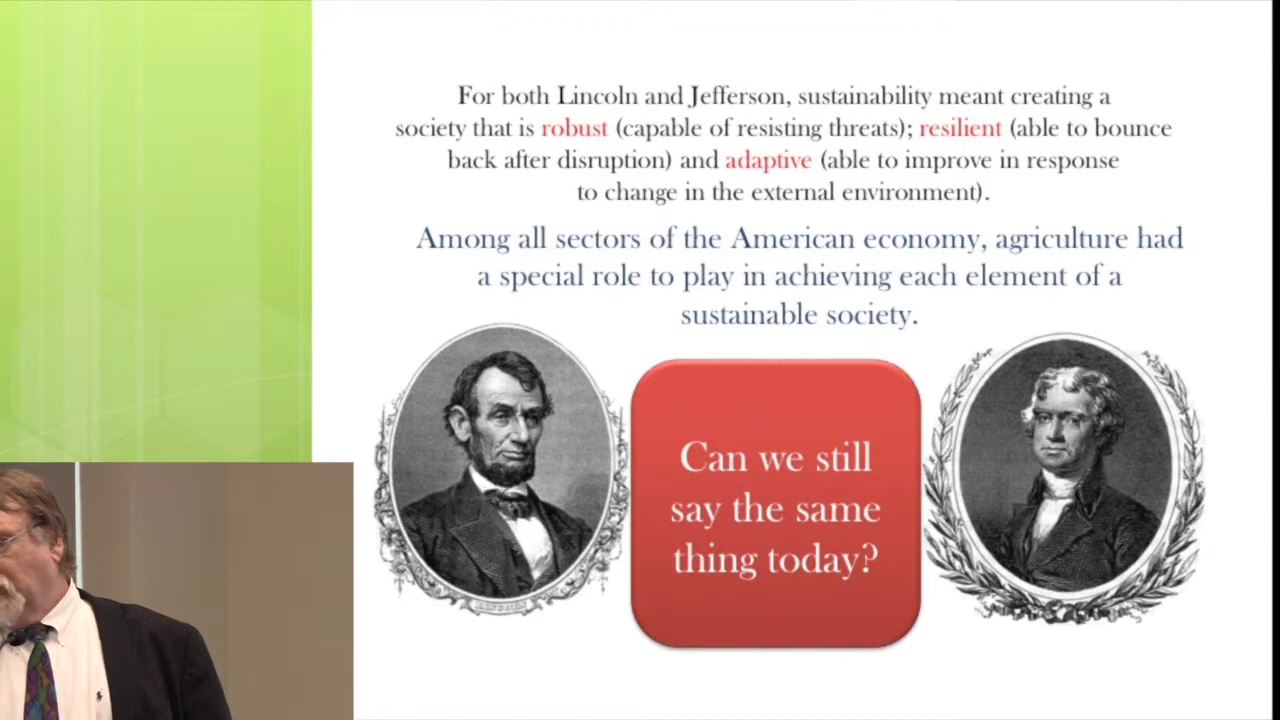 For both Lincoln and Jefferson, sustainability meant creating a
society that is robust (capable of resisting threats); resilient (able to bounce
back after disruption) and adaptive (able to improve in response
to change in the external environment).
Among all sectors of the American economy, agriculture had
a special role to play in achieving each element of a
sustainable society.
Can we still
say the same
thing today?